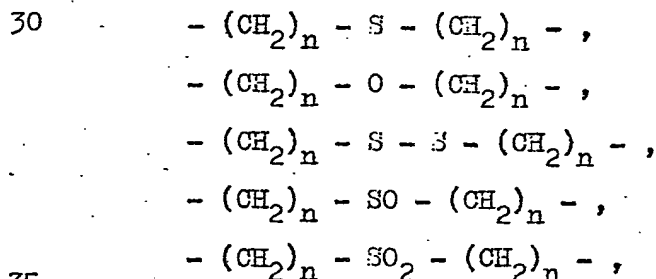 30 - (CH₂)ₙ - S - (CH₂)ₙ - ,
- (CH₂)ₙ - O - (CH₂)ₙ - ,
- (CH₂)ₙ - S - S - (CH₂)ₙ - ,
- (CH₂)ₙ - SO - (CH₂)ₙ - ,
35 - (CH₂)ₙ - SO₂ - (CH₂)ₙ - ,